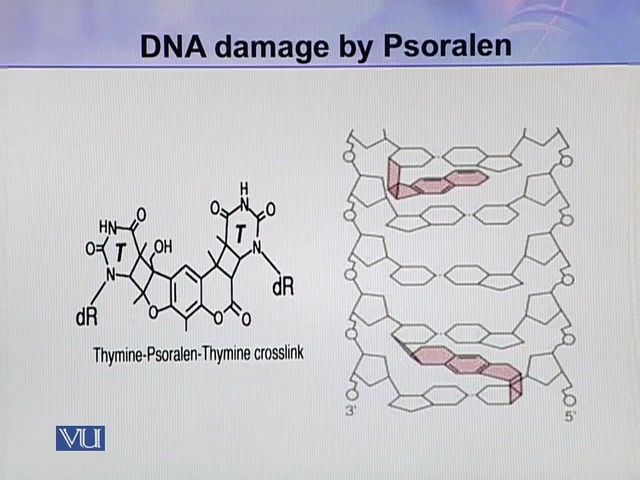 DNA damage by Psoralen
H
O N O
HN O
O T OH T N
N
dR
O O O
dR
Thymine-Psoralen-Thymine crosslink
3' 5'
VU